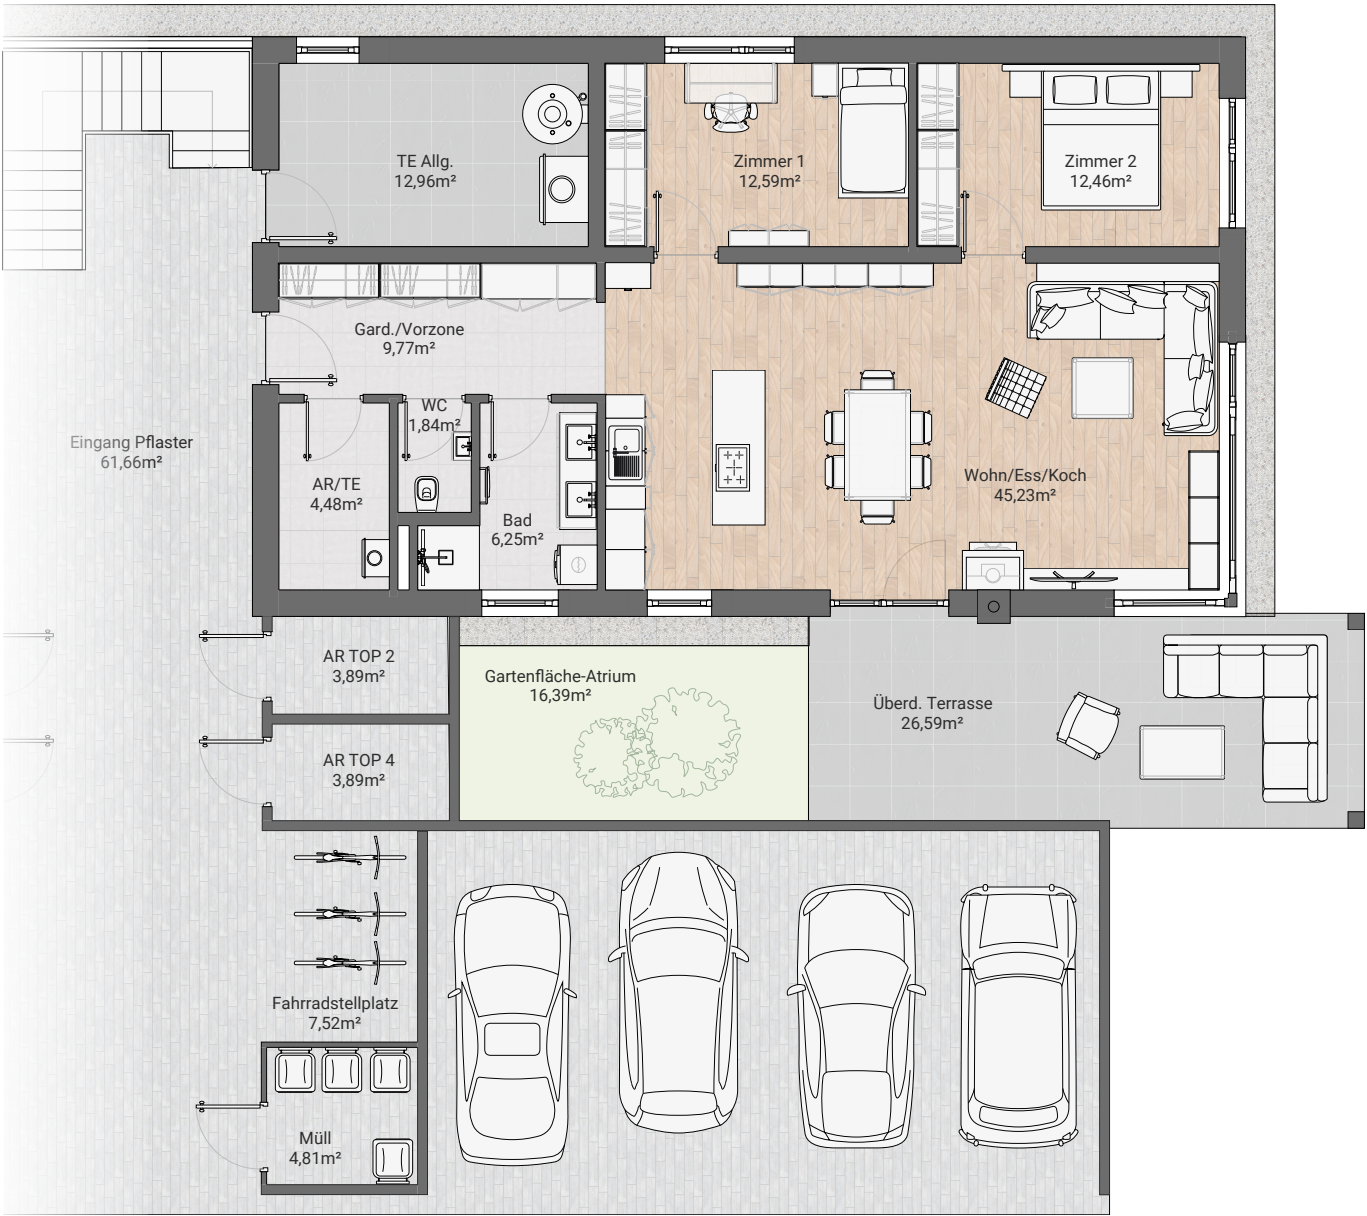 TE Allg.
12,96m²
Zimmer 1
12,59m²
Zimmer 2
12,46m²
Gard./Vorzone
9,77m²
WC
1,84m²
Eingang Pflaster
61,66m²
AR/TE
4,48m²
Bad
6,25m²
Wohn/Ess/Koch
45,23m²
AR TOP 2
3,89m²
Gartenfläche-Atrium
16,39m²
Überd. Terrasse
26,59m²
AR TOP 4
3,89m²
Fahrradstellplatz
7,52m²
Müll
4,81m²